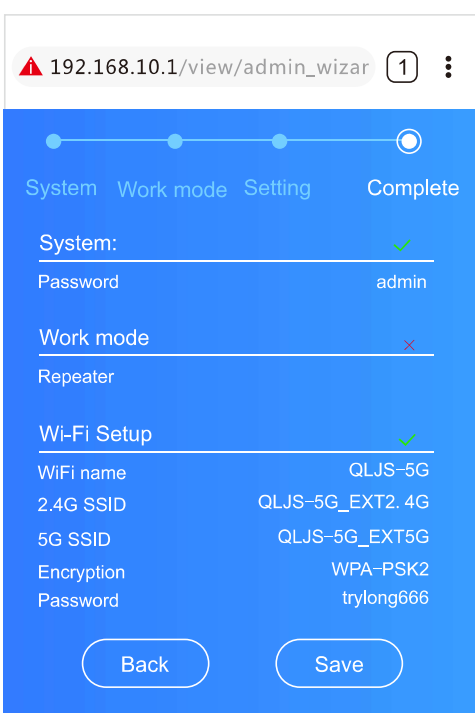 192.168.10.1/view/admin_wizar 1
System Work mode Setting Complete
System:
Password admin
Work mode
Repeater
Wi-Fi Setup
WiFi name QLJS-5G
2.4G SSID QLJS-5G_EXT2.4G
5G SSID QLJS-5G_EXT5G
Encryption WPA-PSK2
Password trylong666
Back Save